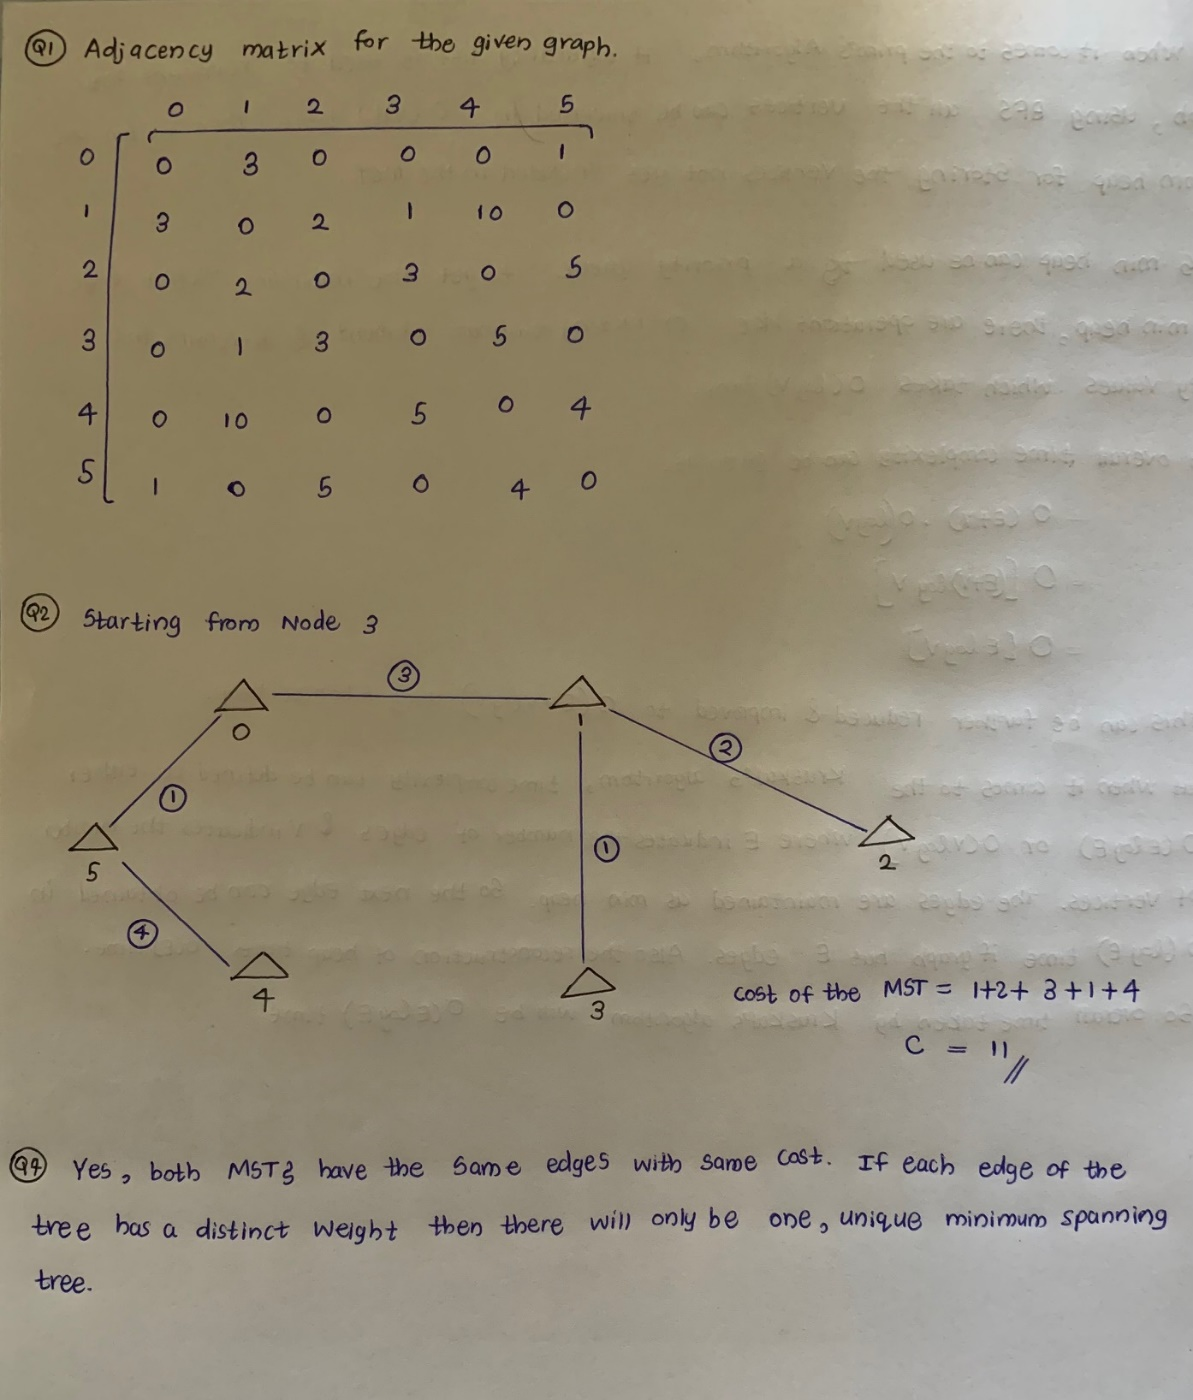 Q1 Adjacency matrix for the given graph.
0 1 2 3 4 5
0 0 3 0 0 0 1
1 3 0 2 1 10 0
2 0 2 0 3 0 5
3 0 1 3 0 5 0
4 0 10 0 5 0 4
5 1 0 5 0 4 0
Q2 Starting from Node 3
3
0
1
2
1
5
1
2
4
4
3
cost of the MST = 1+2+ 3+1+4
C = 11
Q4 Yes, both MSTs have the same edges with same cost. If each edge of the
tree has a distinct weight then there will only be one, unique minimum spanning
tree.